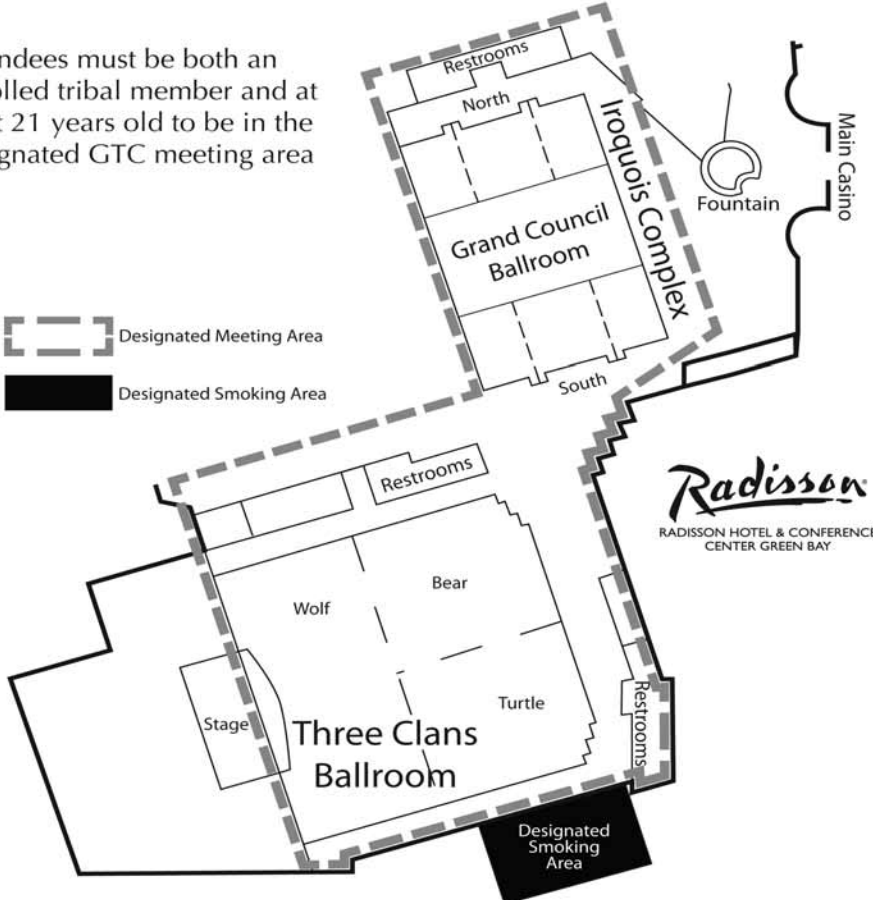 ndees must be both an
olled tribal member and at
t 21 years old to be in the
gnated GTC meeting area
Restrooms
North
Iroquois Complex
Main Casino
Fountain
Grand Council
Ballroom
Designated Meeting Area
Designated Smoking Area
South
Restrooms
Radisson
RADISSON HOTEL & CONFERENCE
CENTER GREEN BAY
Wolf
Bear
Stage
Turtle
Restrooms
Three Clans
Ballroom
Designated
Smoking
Area